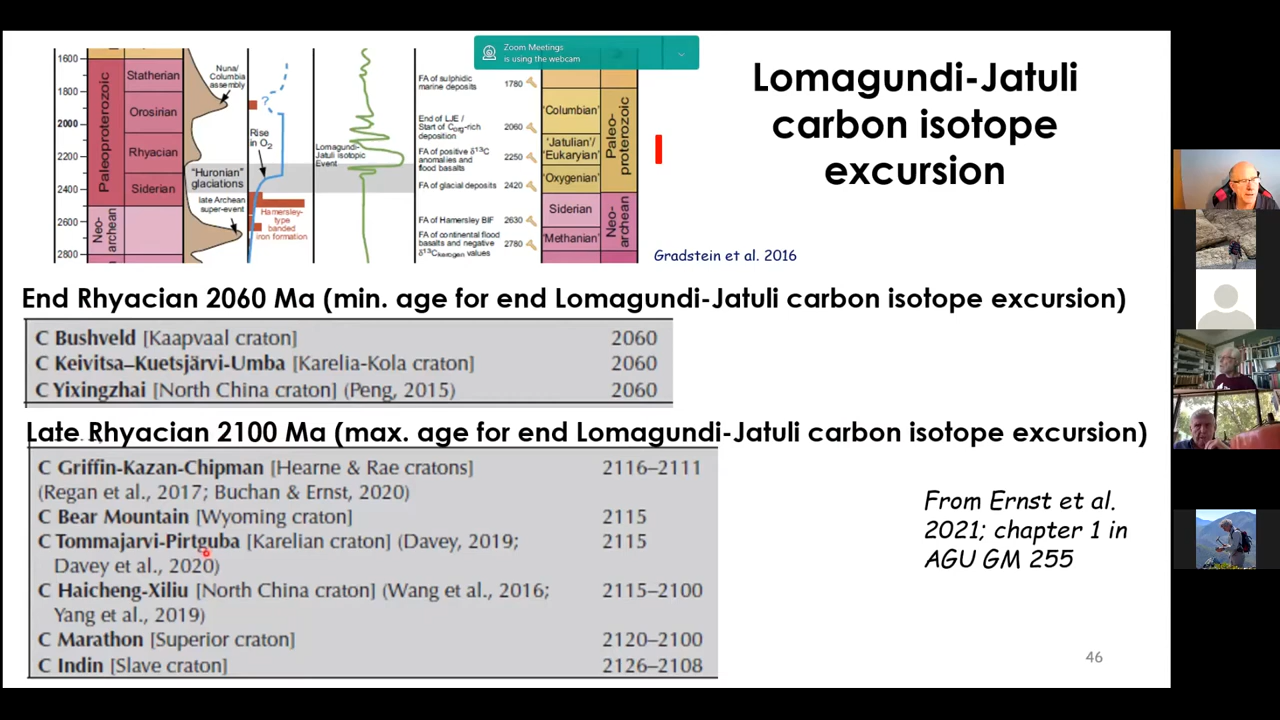 Zoom Meetings
is using the webcam
Lomagundi-Jatuli
carbon isotope
excursion
1600
1800
2000
2200
2400
2600
2800
Paleoproterozoic
Neo-
archean
Statherian
Orosirian
Rhyacian
Siderian
Nuna/
Columbia
assembly
"Huronian"
glaciations
late Archean
super-event
?
Rise
in O2
Hamersley-
type
banded
iron formation
Lomagundi-
Jatuli isotopic
Event
FA of sulphidic
marine deposits
1780
End of LJE /
Start of Corg-rich
deposition
2060
FA of positive δ13C
anomalies and
flood basalts
2250
FA of glacial deposits
2420
FA of Hamersley BIF
2630
FA of continental flood
basalts and negative
δ13Ckerogen values
2780
'Columbian'
'Jatulian'/
'Eukaryian'
'Oxygenian'
Siderian
'Methanian'
Paleo-
proterozoic
Neo-
archean
Gradstein et al. 2016
End Rhyacian 2060 Ma (min. age for end Lomagundi-Jatuli carbon isotope excursion)
C Bushveld [Kaapvaal craton] 2060
C Keivitsa–Kuetsjärvi-Umba [Karelia-Kola craton] 2060
C Yixingzhai [North China craton] (Peng, 2015) 2060
Late Rhyacian 2100 Ma (max. age for end Lomagundi-Jatuli carbon isotope excursion)
C Griffin-Kazan-Chipman [Hearne & Rae cratons] 2116–2111
(Regan et al., 2017; Buchan & Ernst, 2020)
C Bear Mountain [Wyoming craton] 2115
C Tommajarvi-Pirtguba [Karelian craton] (Davey, 2019; 2115
Davey et al., 2020)
C Haicheng-Xiliu [North China craton] (Wang et al., 2016; 2115–2100
Yang et al., 2019)
C Marathon [Superior craton] 2120–2100
C Indin [Slave craton] 2126–2108
From Ernst et al.
2021; chapter 1 in
AGU GM 255
46